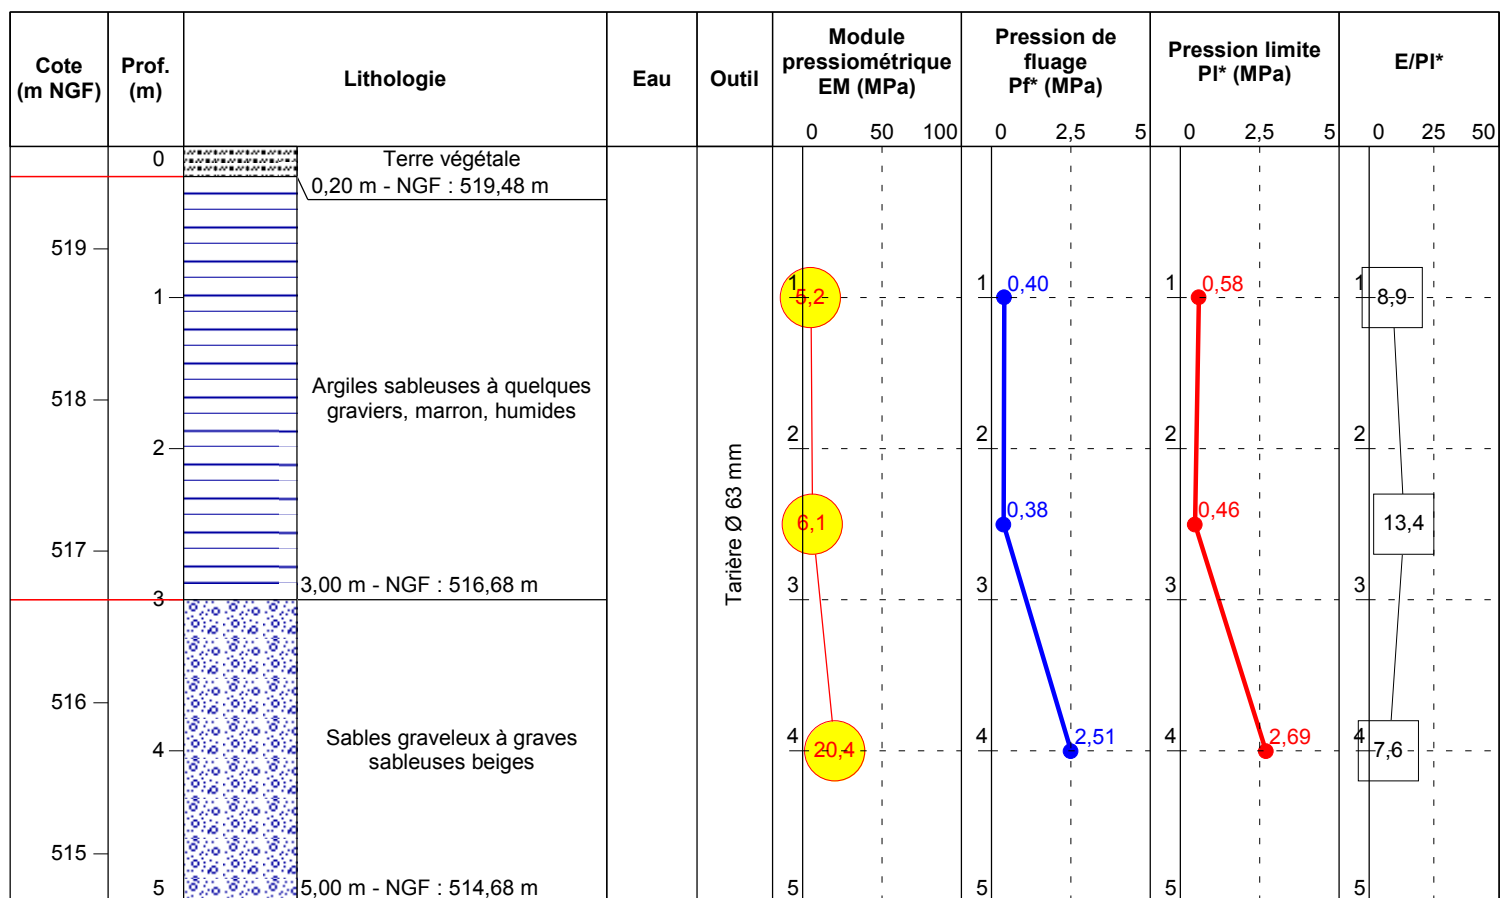 Cote
(m NGF)
Prof.
(m)
Lithologie
Eau
Outil
Module
pressiométrique
EM (MPa)
0 50 100
Pression de
fluage
Pf* (MPa)
0 2,5 5
Pression limite
Pl* (MPa)
0 2,5 5
E/Pl*
0 25 50
0
Terre végétale
0,20 m - NGF : 519,48 m
519
1
1
5,2
1
0,40
1
0,58
1
8,9
Argiles sableuses à quelques
graviers, marron, humides
518
2
2
2
2
2
Tarière Ø 63 mm
6,1
0,38
0,46
13,4
517
3,00 m - NGF : 516,68 m
3
3
3
3
3
516
Sables graveleux à graves
sableuses beiges
4
4
20,4
4
2,51
4
2,69
4
7,6
515
5
5,00 m - NGF : 514,68 m
5
5
5
5